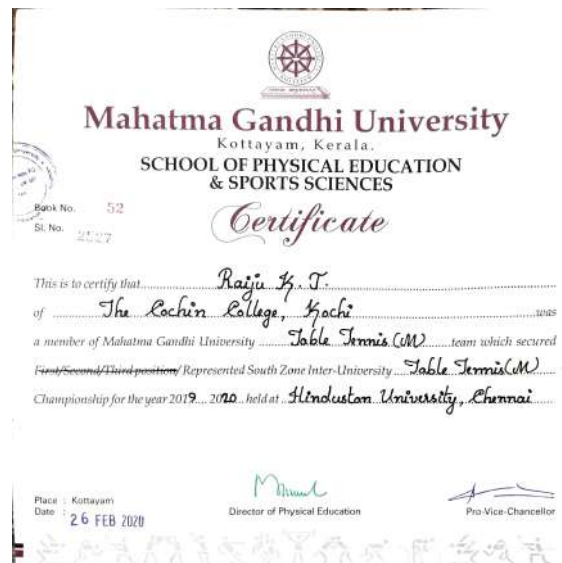 Mahatma Gandhi University
Kottayam, Kerala.
SCHOOL OF PHYSICAL EDUCATION
& SPORTS SCIENCES
Book No. 52
Certificate
Sl. No. 2527
This is to certify that Raiju K. J.
of The Cochin College, Kochi was
a member of Mahatma Gandhi University Table Tennis (M) team which secured
First/Second/Third position/ Represented South Zone Inter-University Table Tennis (M)
Championship for the year 2019 2020 held at Hindustan University, Chennai
Place : Kottayam
Date : 26 FEB 2020
Director of Physical Education
Pro-Vice-Chancellor